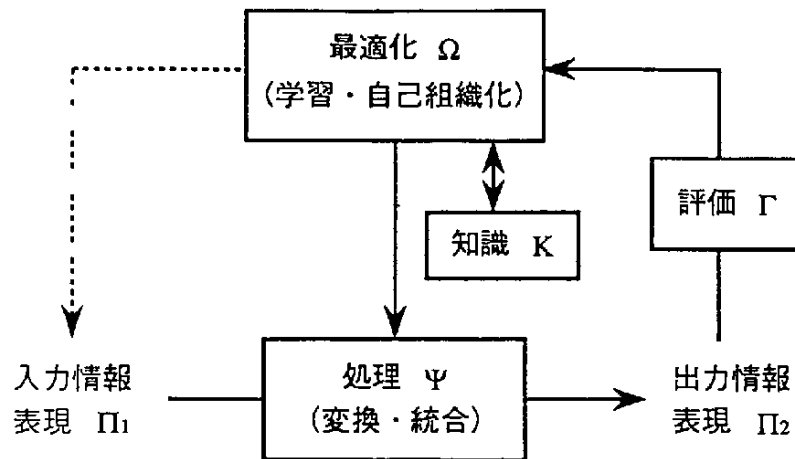 最適化 Ω
(学習・自己組織化)
評価 Γ
知識 K
入力情報
表現 Π1
処理 Ψ
(変換・統合)
出力情報
表現 Π2